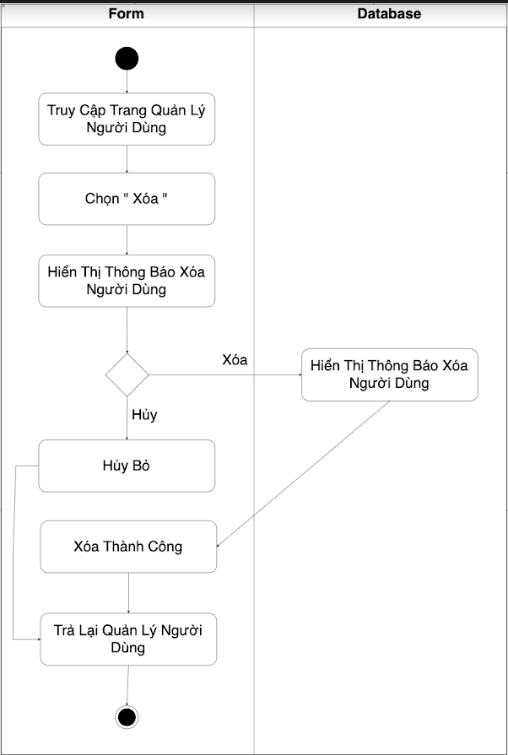 Form
Database
Truy Cập Trang Quản Lý
Người Dùng
Chọn " Xóa "
Hiển Thị Thông Báo Xóa
Người Dùng
Xóa
Hiển Thị Thông Báo Xóa
Người Dùng
Hủy
Hủy Bỏ
Xóa Thành Công
Trả Lại Quản Lý Người
Dùng